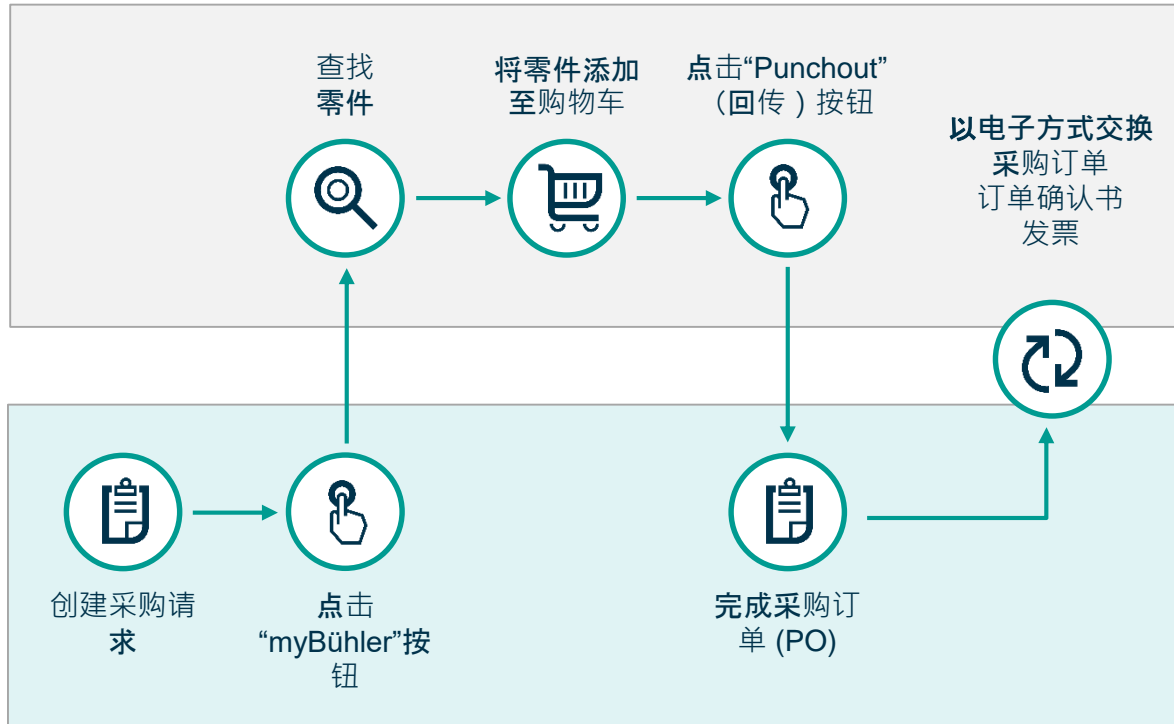 查找
零件
将零件添加
至购物车
点击“Punchout”
（回传 ) 按钮
以电子方式交换
采购订单
订单确认书
发票
创建采购请
求
点击
“myBühler”按
钮
完成采购订
单 (PO)